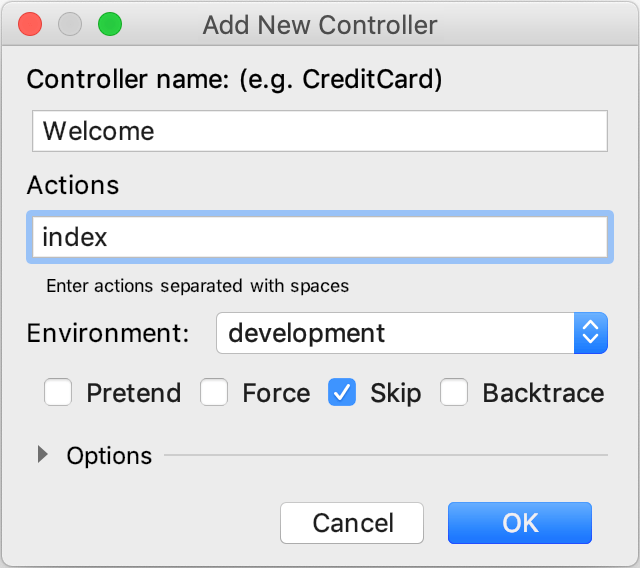 Add New Controller
Controller name: (e.g. CreditCard)
Welcome
Actions
index
Enter actions separated with spaces
Environment: development
Pretend Force Skip Backtrace
Options
Cancel OK